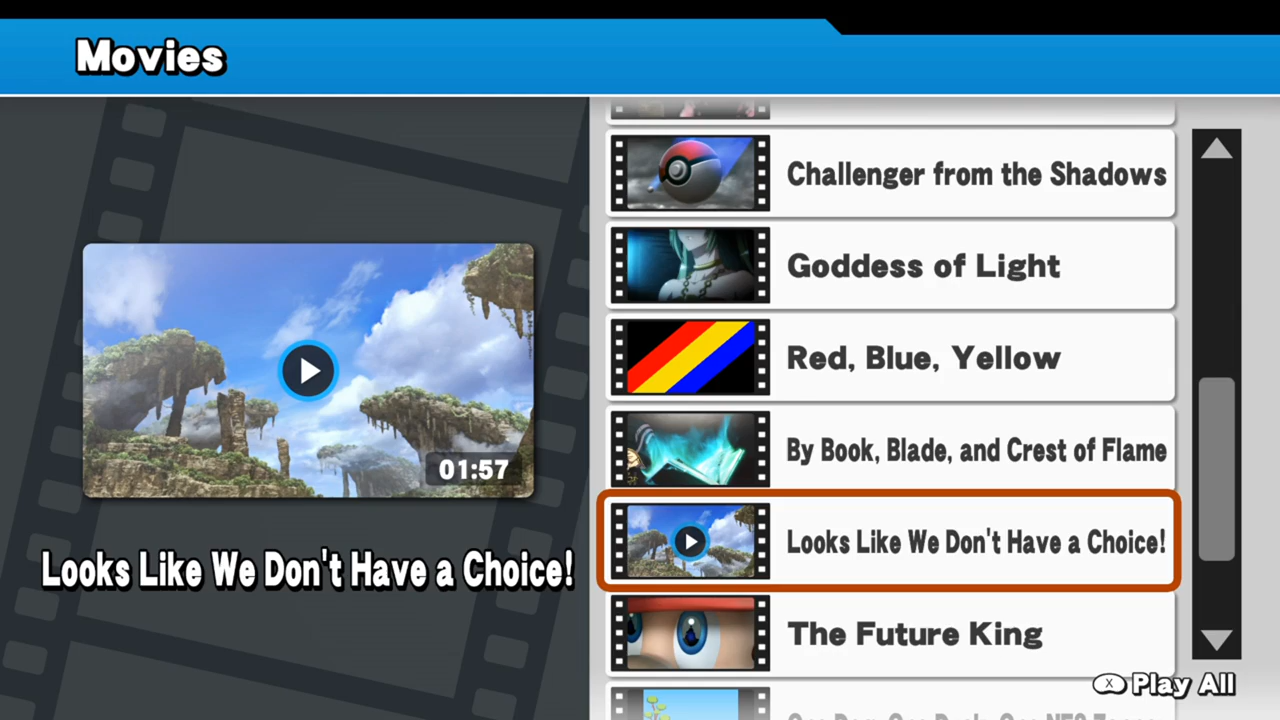 Movies
Challenger from the Shadows
Goddess of Light
Red, Blue, Yellow
By Book, Blade, and Crest of Flame
01:57
Looks Like We Don't Have a Choice!
Looks Like We Don't Have a Choice!
The Future King
X Play All